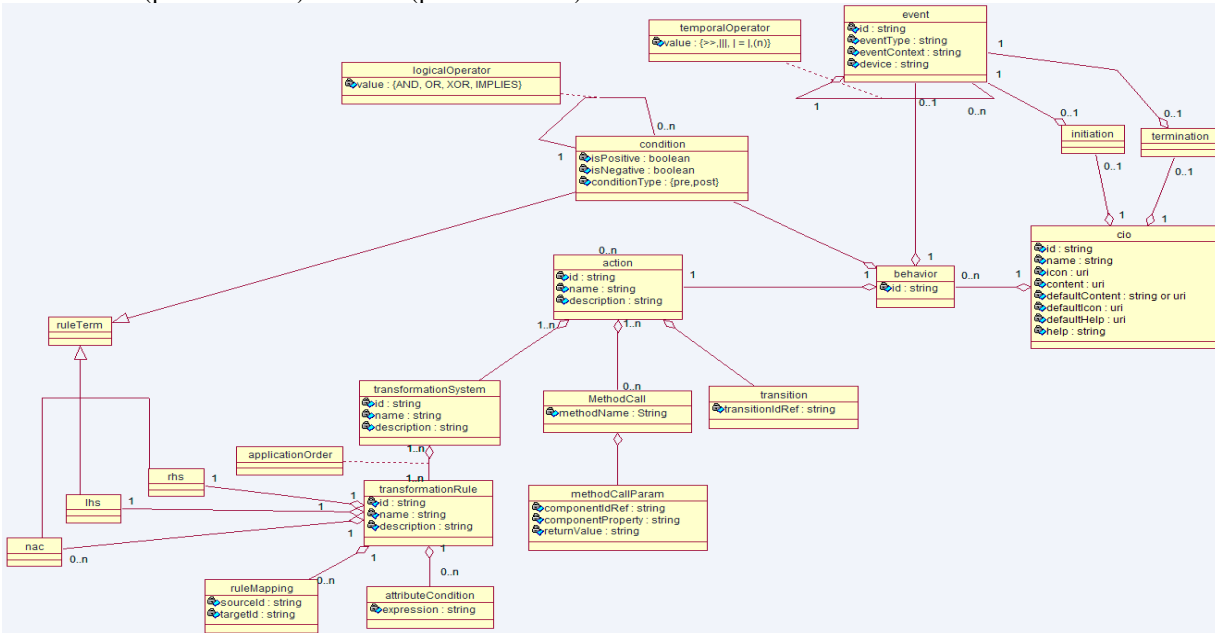 event
id : string
eventType : string
eventContext : string
device : string
temporalOperator
value : {>>,|||, | = |,(n)}
logicalOperator
value : {AND, OR, XOR, IMPLIES}
1
1
1
0..1
0..n
0..1
0..1
initiation
termination
0..1
0..1
0..n
1
condition
isPositive : boolean
isNegative : boolean
conditionType : {pre,post}
1
1
cio
id : string
name : string
icon : uri
content : uri
defaultContent : string or uri
defaultIcon : uri
defaultHelp : uri
help : string
0..n
action
id : string
name : string
description : string
1
1
1
behavior
id : string
0..n
1
ruleTerm
1..n
1..n
transformationSystem
id : string
name : string
description : string
0..n
MethodCall
methodName : String
transition
transitionIdRef : string
applicationOrder
1..n
1..n
rhs
1
lhs
1
nac
0..n
1
1
1
transformationRule
id : string
name : string
description : string
methodCallParam
componentIdRef : string
componentProperty : string
returnValue : string
1
1
0..n
0..n
ruleMapping
sourceId : string
targetId : string
attributeCondition
expression : string